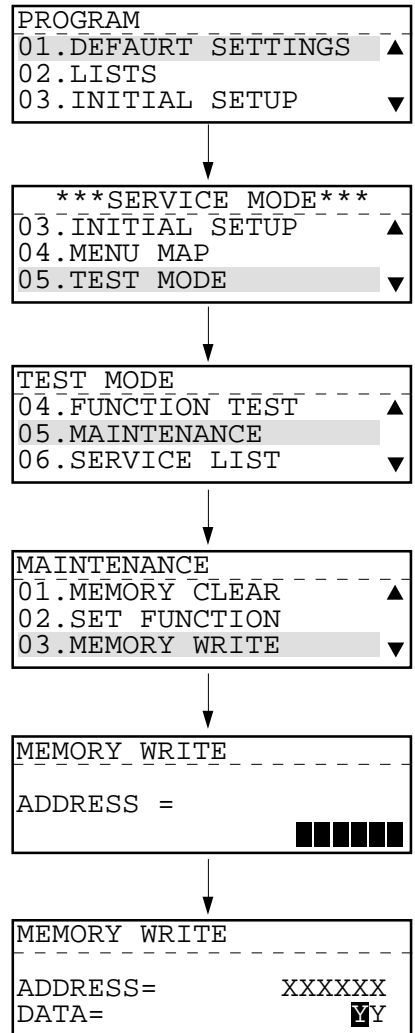 PROGRAM
01.DEFAURT SETTINGS ▲
02.LISTS
03.INITIAL SETUP ▼
***SERVICE MODE***
03.INITIAL SETUP ▲
04.MENU MAP
05.TEST MODE ▼
TEST MODE
04.FUNCTION TEST ▲
05.MAINTENANCE
06.SERVICE LIST ▼
MAINTENANCE
01.MEMORY CLEAR ▲
02.SET FUNCTION
03.MEMORY WRITE ▼
MEMORY WRITE
ADDRESS =
MEMORY WRITE
ADDRESS= XXXXXX
DATA= YY